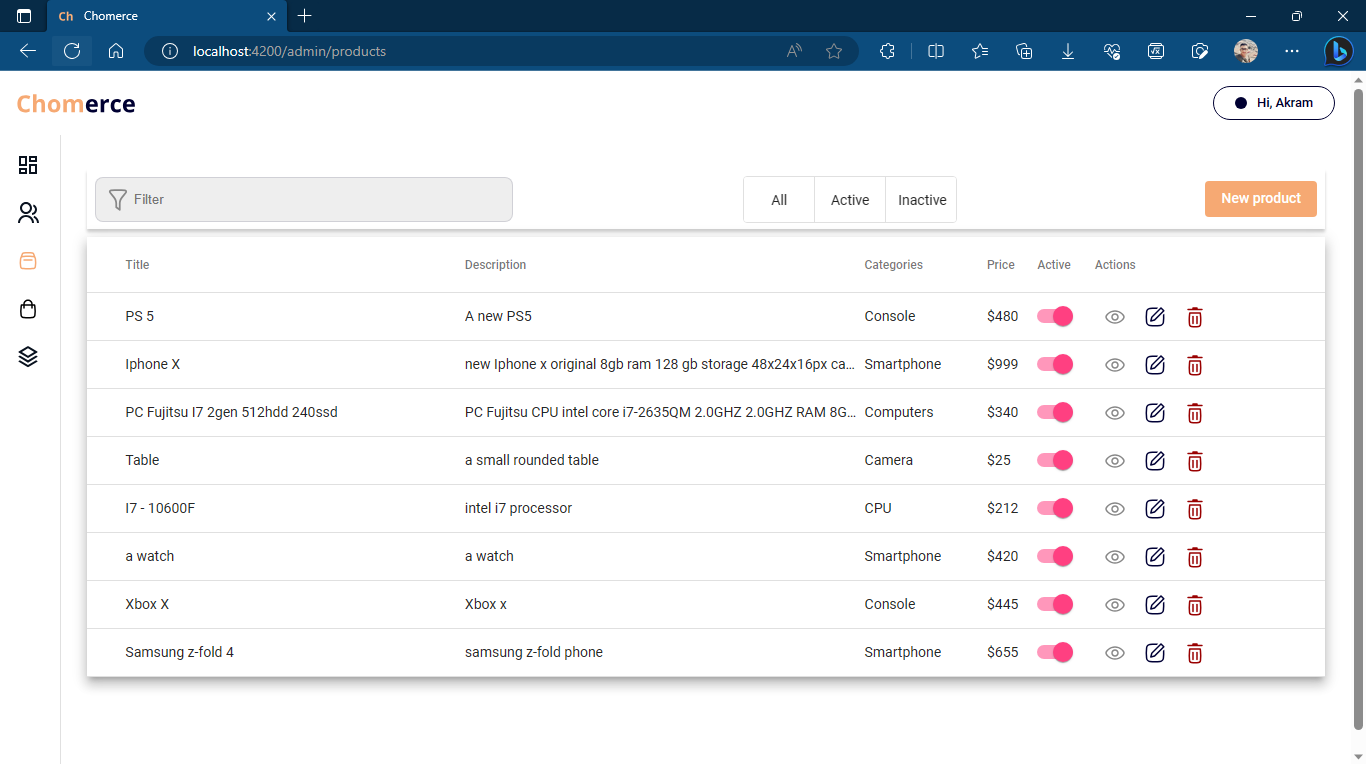 Ch Chomerce
localhost:4200/admin/products
Chomerce
Hi, Akram
Filter
All Active Inactive
New product
Title Description Categories Price Active Actions
PS 5 A new PS5 Console $480
Iphone X new Iphone x original 8gb ram 128 gb storage 48x24x16px ca... Smartphone $999
PC Fujitsu I7 2gen 512hdd 240ssd PC Fujitsu CPU intel core i7-2635QM 2.0GHZ 2.0GHZ RAM 8G... Computers $340
Table a small rounded table Camera $25
I7 - 10600F intel i7 processor CPU $212
a watch a watch Smartphone $420
Xbox X Xbox x Console $445
Samsung z-fold 4 samsung z-fold phone Smartphone $655